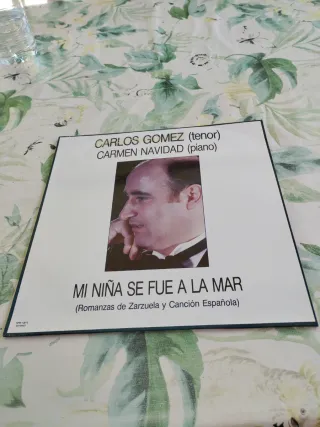 CARLOS GOMEZ (tenor)
CARMEN NAVIDAD (piano)
MI NIÑA SE FUE A LA MAR
(Romanzas de Zarzuela y Canción Española)